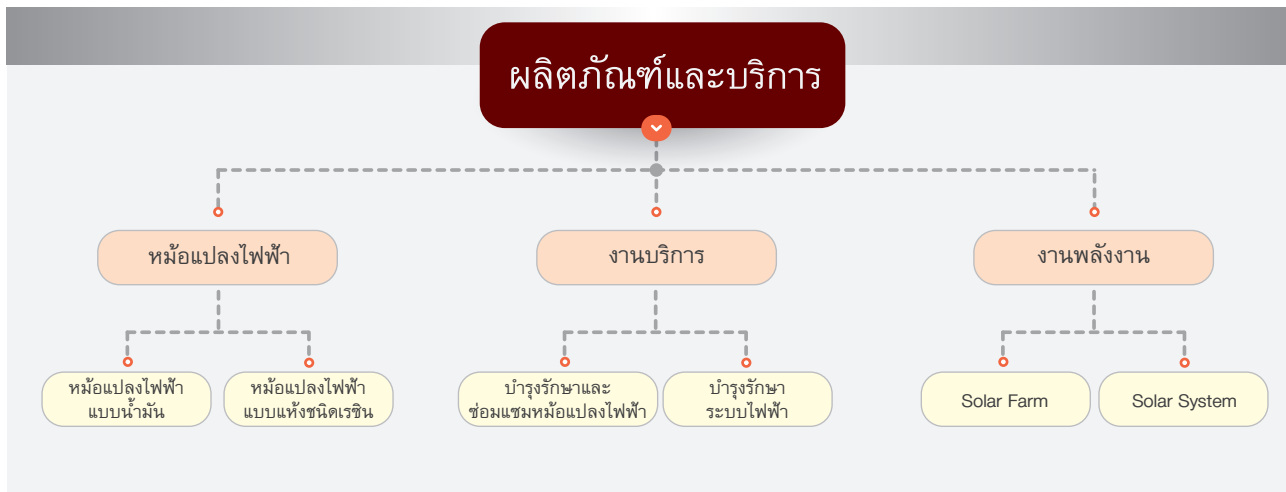 ผลิตภัณฑ์และบริการ
หม้อแปลงไฟฟ้า
งานบริการ
งานพลังงาน
หม้อแปลงไฟฟ้า
แบบน้ำมัน
หม้อแปลงไฟฟ้า
แบบแห้งชนิดเรซิน
บำรุงรักษาและ
ซ่อมแซมหม้อแปลงไฟฟ้า
บำรุงรักษา
ระบบไฟฟ้า
Solar Farm
Solar System